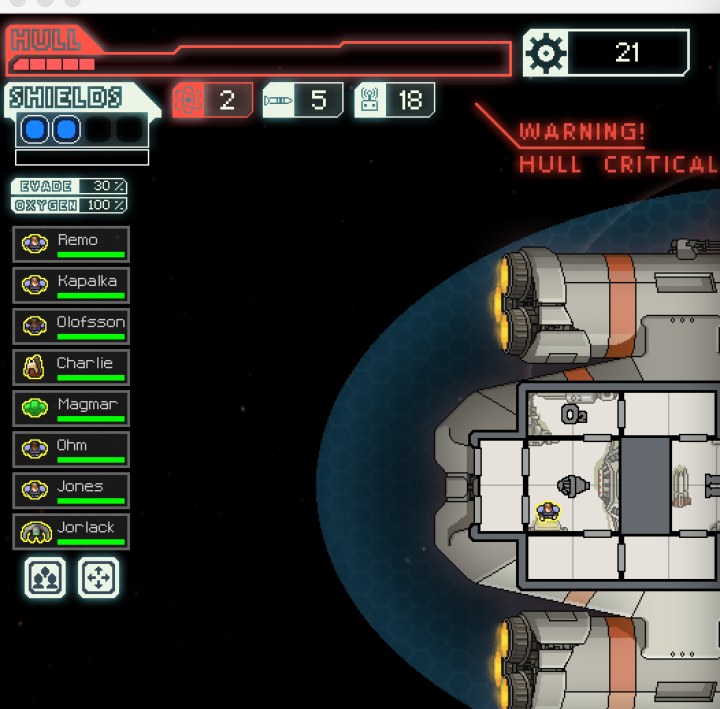 HULL
21
SHIELDS
2
5
18
WARNING!
HULL CRITICAL
EVADE 30 %
OXYGEN 100 %
Remo
Kapalka
Olofsson
Charlie
Magmar
Ohm
Jones
Jorlack
O2